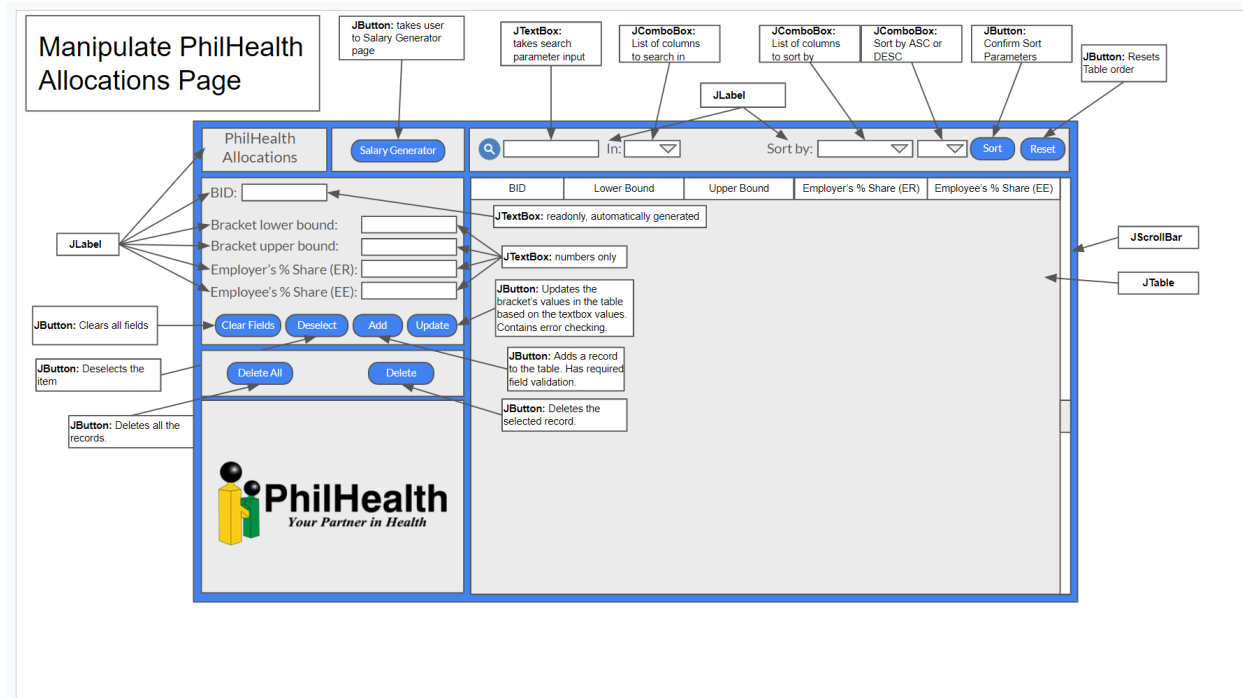 Manipulate PhilHealth
Allocations Page
JButton: takes user
to Salary Generator
page
JTextBox:
takes search
parameter input
JComboBox:
List of columns
to search in
JComboBox:
List of columns
to sort by
JComboBox:
Sort by ASC or
DESC
JButton:
Confirm Sort
Parameters
JButton: Resets
Table order
JLabel
PhilHealth
Allocations
Salary Generator
In:
Sort by:
Sort
Reset
BID:
BID
Lower Bound
Upper Bound
Employer's % Share (ER)
Employee's % Share (EE)
JTextBox: readonly, automatically generated
JLabel
Bracket lower bound:
Bracket upper bound:
Employer's % Share (ER):
Employee's % Share (EE):
JTextBox: numbers only
JScrollBar
JTable
JButton: Updates the
bracket's values in the table
based on the textbox values.
Contains error checking.
JButton: Clears all fields
Clear Fields
Deselect
Add
Update
JButton: Deselects the
item
JButton: Adds a record
to the table. Has required
field validation.
Delete All
Delete
JButton: Deletes all the
records.
JButton: Deletes the
selected record.
PhilHealth
Your Partner in Health